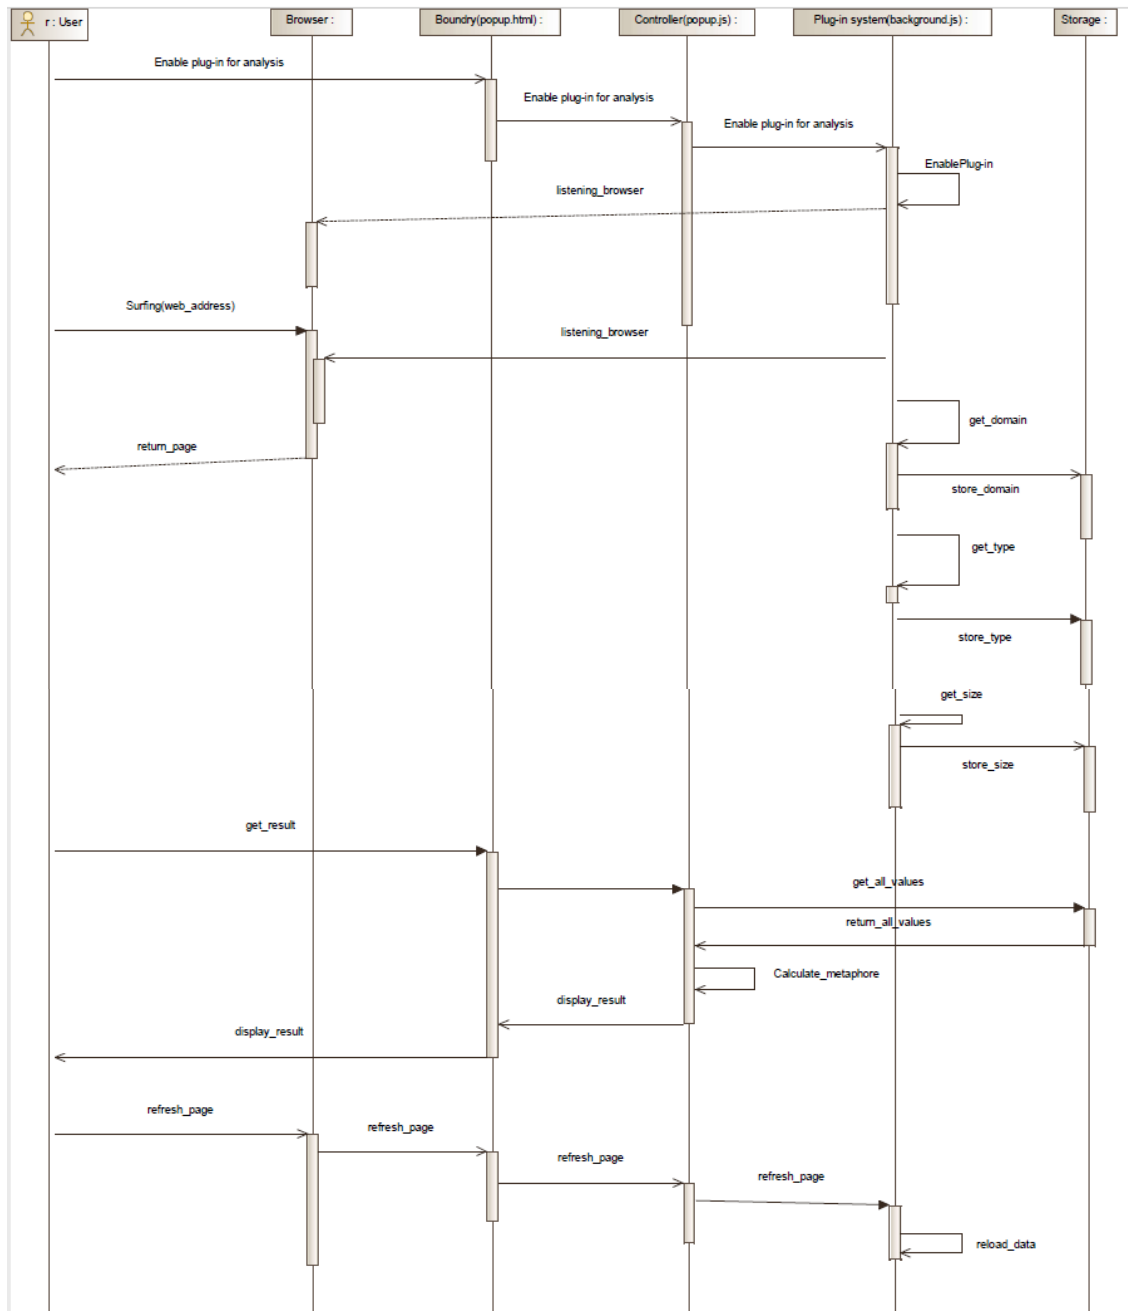 r : User
Browser :
Boundry(popup.html) :
Controller(popup.js) :
Plug-in system(background.js) :
Storage :
Enable plug-in for analysis
Enable plug-in for analysis
Enable plug-in for analysis
EnablePlug-in
listening_browser
Surfing(web_address)
listening_browser
get_domain
return_page
store_domain
get_type
store_type
get_size
store_size
get_result
get_all_values
return_all_values
Calculate_metaphore
display_result
display_result
refresh_page
refresh_page
refresh_page
refresh_page
reload_data